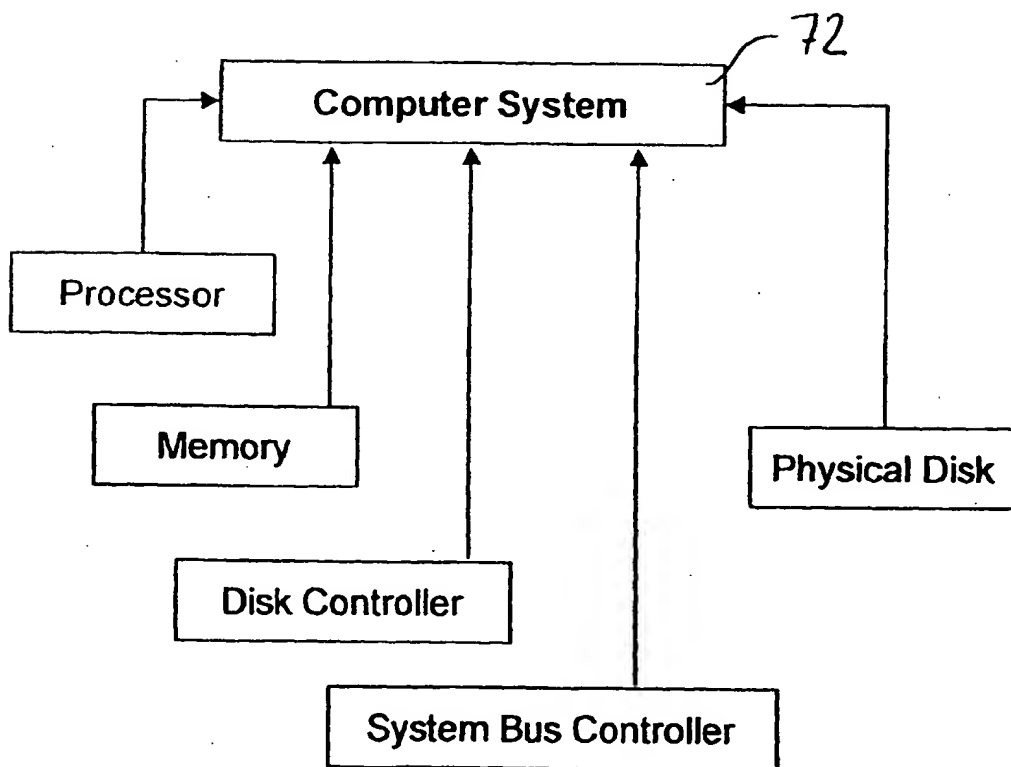 72
Computer System
Processor
Memory
Physical Disk
Disk Controller
System Bus Controller